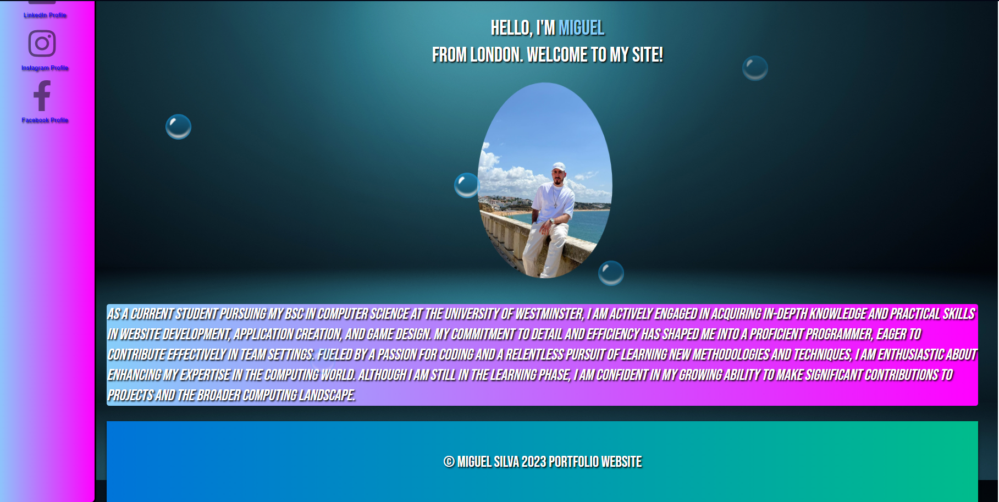 LinkedIn Profile
Instagram Profile
Facebook Profile
HELLO, I'M MIGUEL
FROM LONDON. WELCOME TO MY SITE!
AS A CURRENT STUDENT PURSUING MY BSC IN COMPUTER SCIENCE AT THE UNIVERSITY OF WESTMINSTER, I AM ACTIVELY ENGAGED IN ACQUIRING IN-DEPTH KNOWLEDGE AND PRACTICAL SKILLS
IN WEBSITE DEVELOPMENT, APPLICATION CREATION, AND GAME DESIGN. MY COMMITMENT TO DETAIL AND EFFICIENCY HAS SHAPED ME INTO A PROFICIENT PROGRAMMER, EAGER TO
CONTRIBUTE EFFECTIVELY IN TEAM SETTINGS. FUELED BY A PASSION FOR CODING AND A RELENTLESS PURSUIT OF LEARNING NEW METHODOLOGIES AND TECHNIQUES, I AM ENTHUSIASTIC ABOUT
ENHANCING MY EXPERTISE IN THE COMPUTING WORLD. ALTHOUGH I AM STILL IN THE LEARNING PHASE, I AM CONFIDENT IN MY GROWING ABILITY TO MAKE SIGNIFICANT CONTRIBUTIONS TO
PROJECTS AND THE BROADER COMPUTING LANDSCAPE.
© MIGUEL SILVA 2023 PORTFOLIO WEBSITE